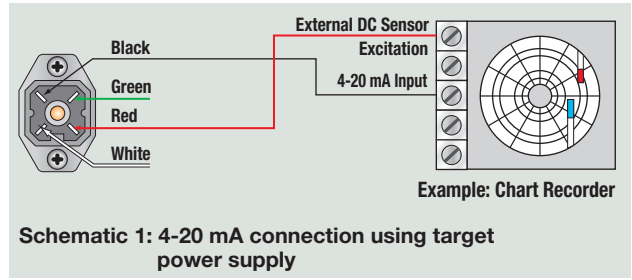 External DC Sensor
Excitation
4-20 mA Input
Black
Green
Red
White
Example: Chart Recorder
Schematic 1: 4-20 mA connection using target
power supply